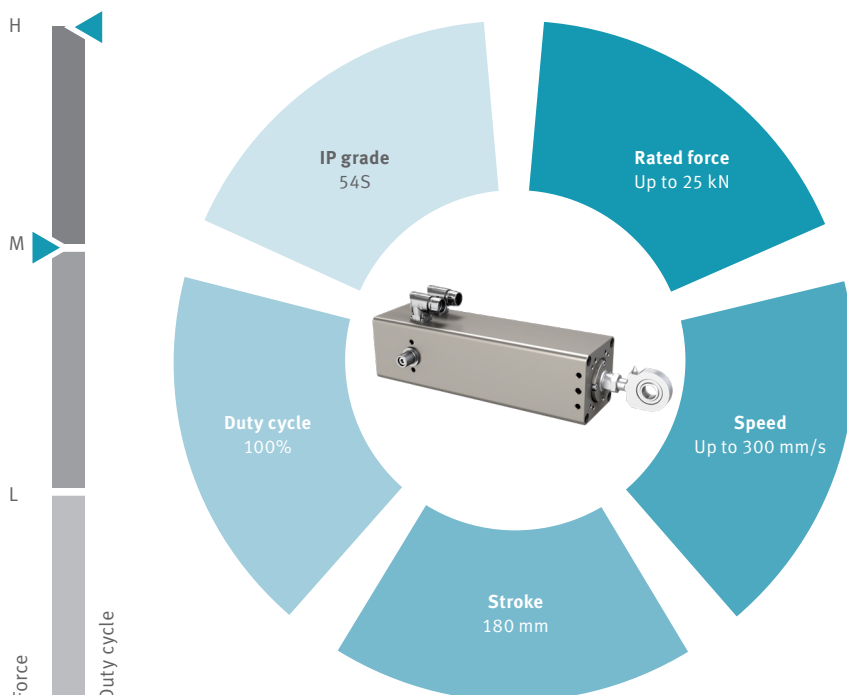 H
M
L
Force
Duty cycle
IP grade
54S
Rated force
Up to 25 kN
Duty cycle
100%
Speed
Up to 300 mm/s
Stroke
180 mm